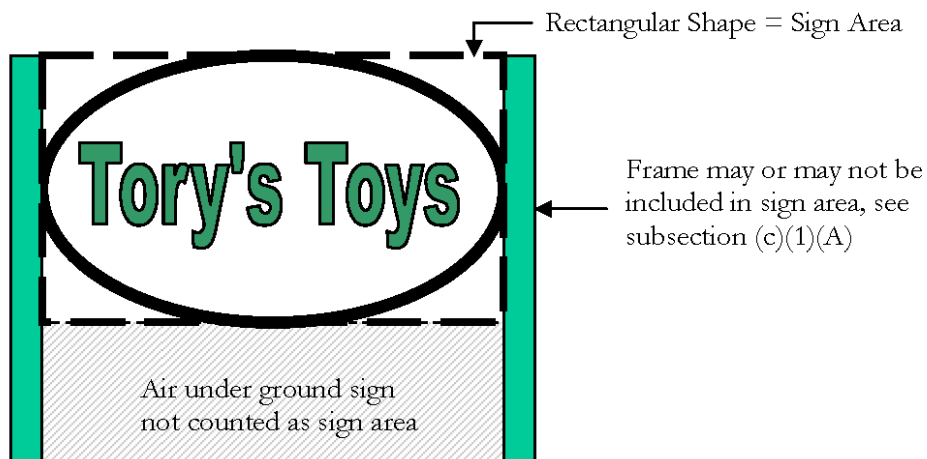 Rectangular Shape = Sign Area
Tory's Toys
Frame may or may not be
included in sign area, see
subsection (c)(1)(A)
Air under ground sign
not counted as sign area